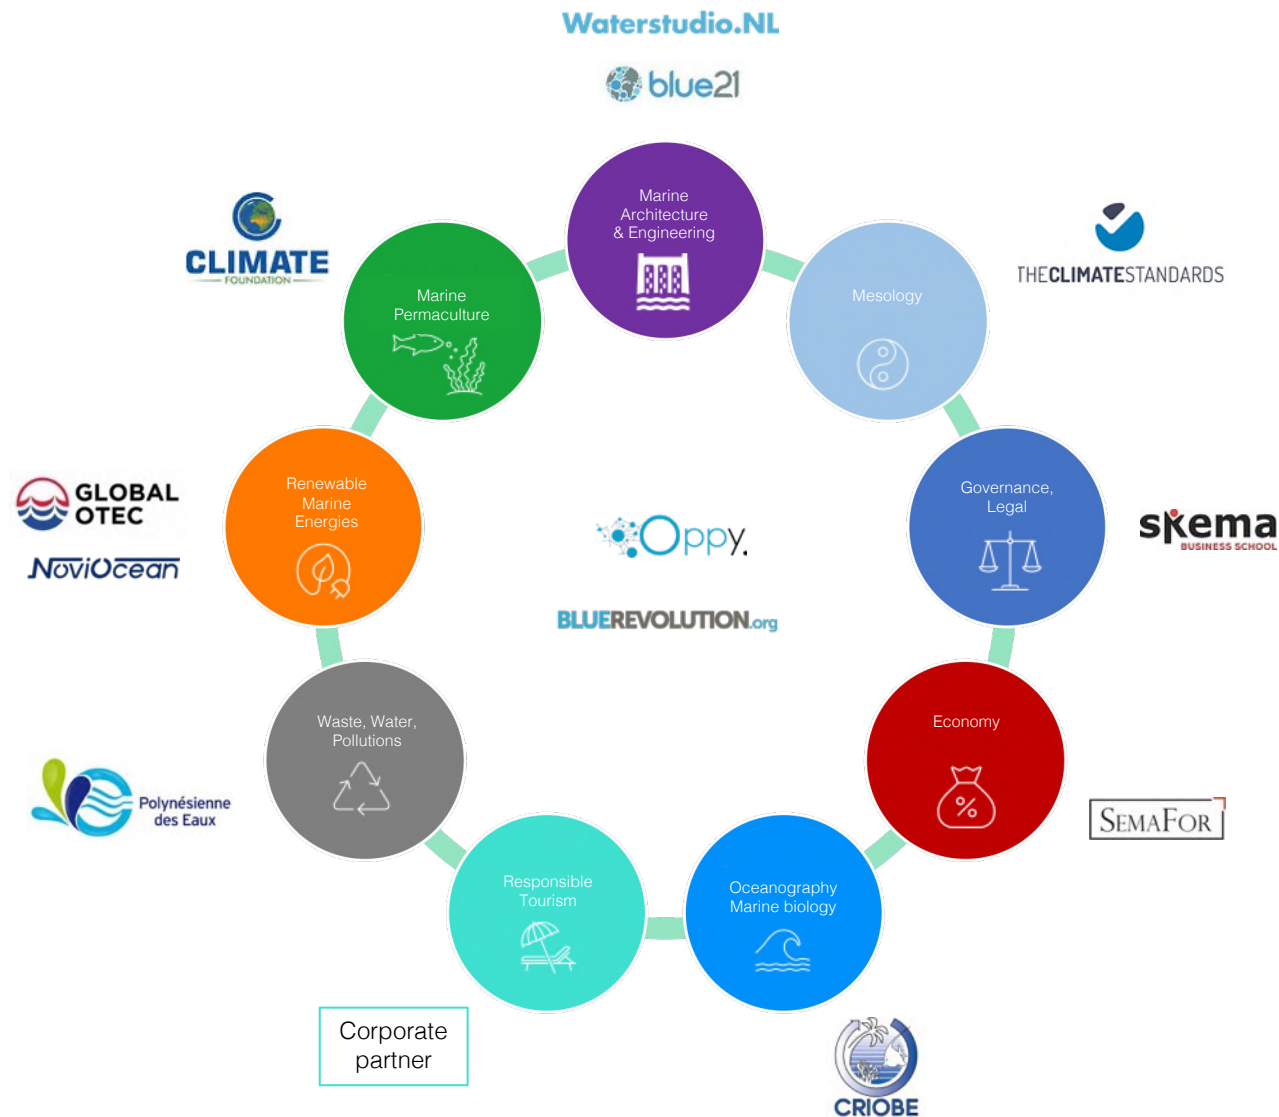 Waterstudio.NL
blue21
Marine
Architecture
& Engineering
CLIMATE
FOUNDATION
THECLIMATESTANDARDS
Marine
Permaculture
Mesology
GLOBAL
OTEC
NoviOcean
Renewable
Marine
Energies
Oppy.
BLUEREVOLUTION.org
Governance,
Legal
skema
BUSINESS SCHOOL
Waste, Water,
Pollutions
Economy
%
Polynésienne
des Eaux
SEMAFOR
Responsible
Tourism
Oceanography
Marine biology
Corporate
partner
CRIOBE